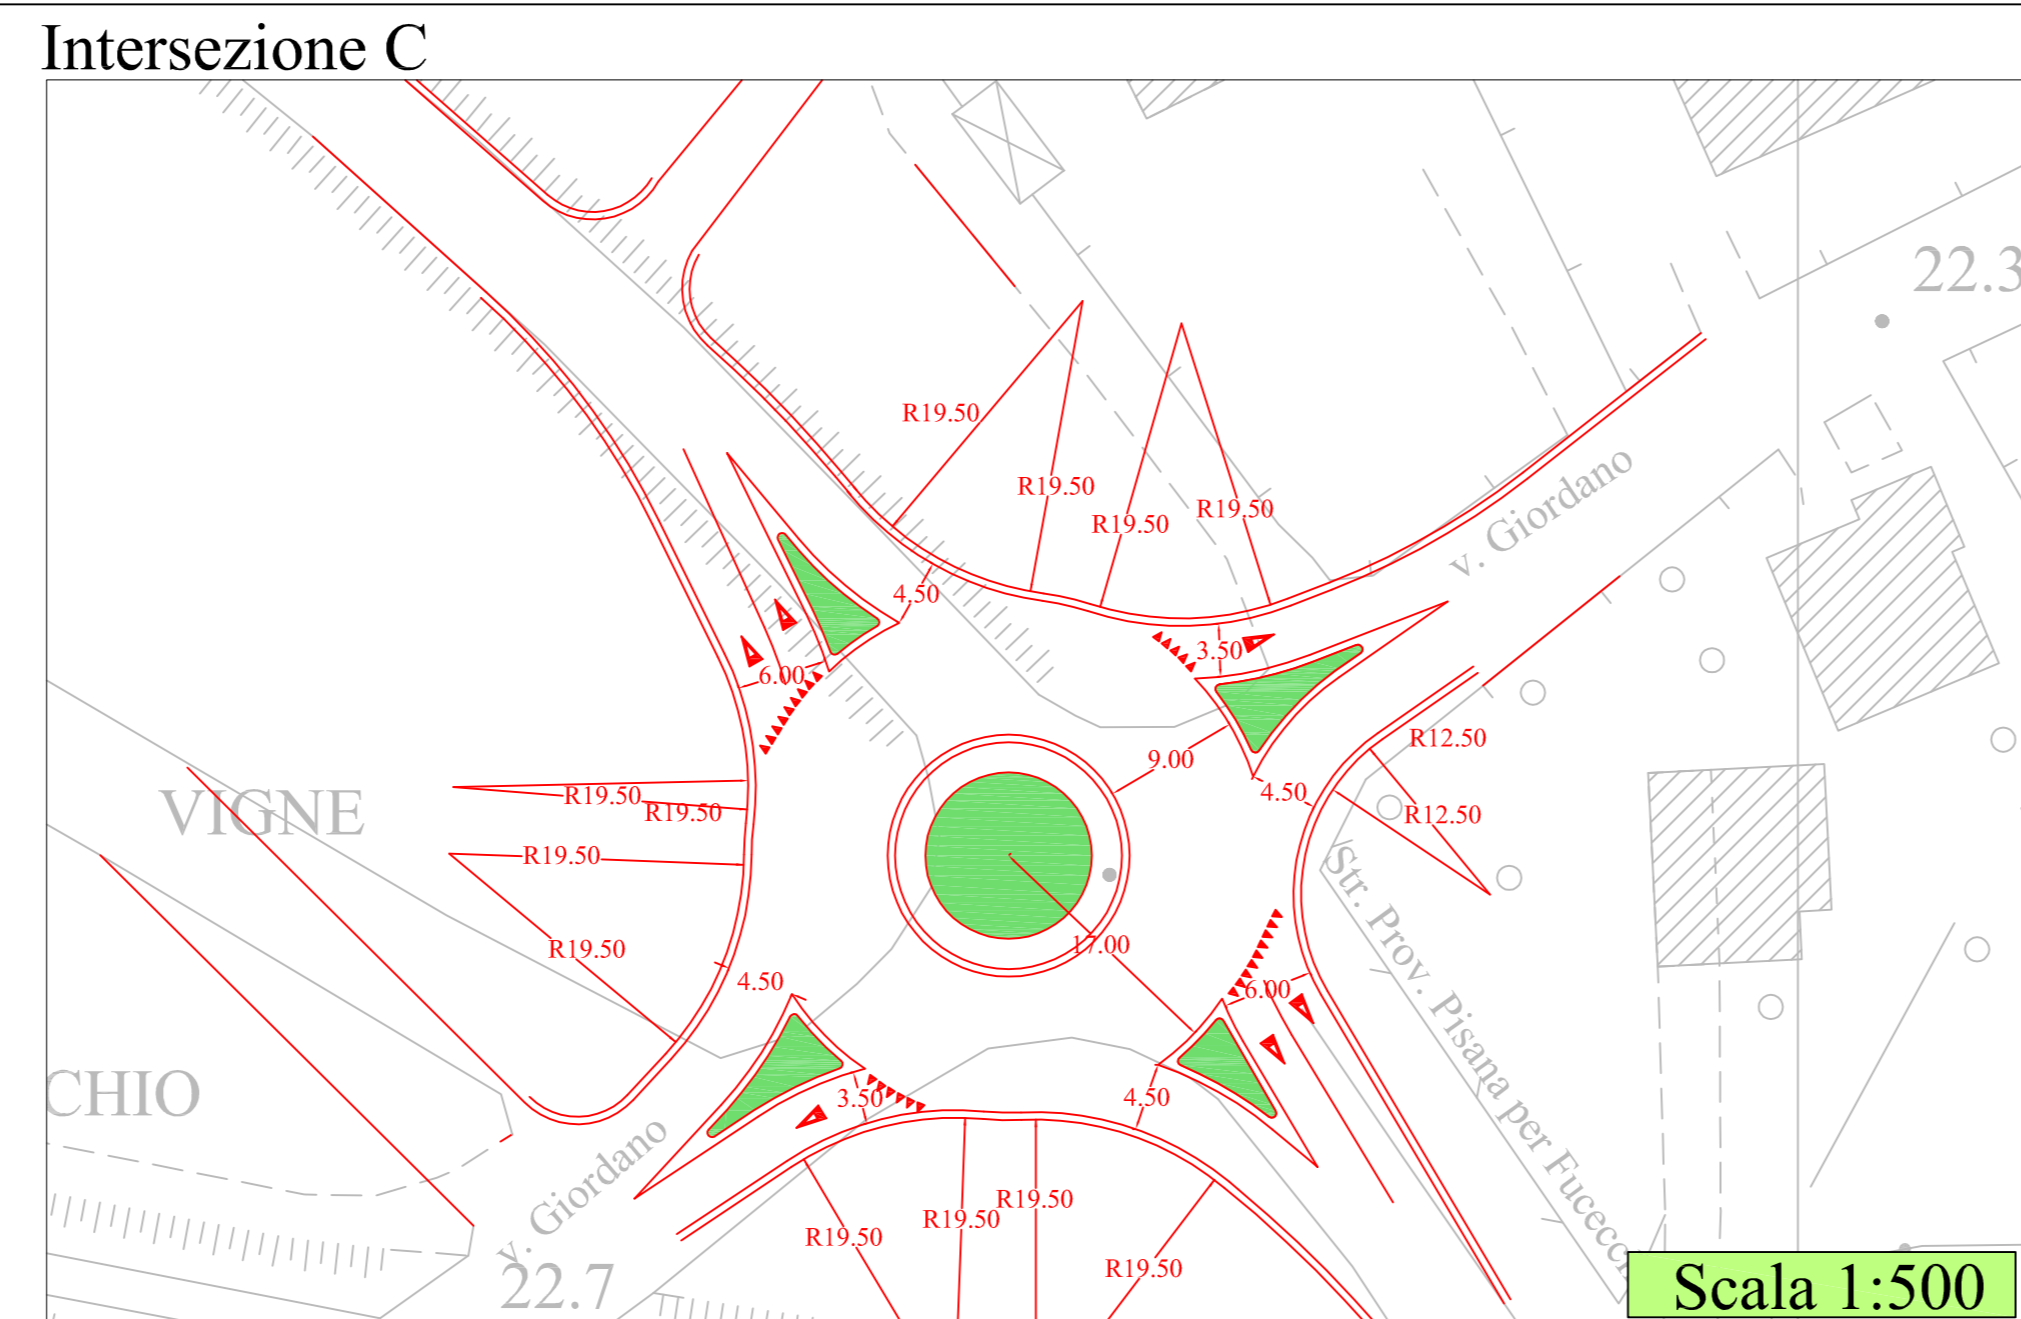 Intersezione C
22.3
R19.50
R19.50
R19.50
R19.50
v. Giordano
4.50
3.50
6.00
9.00
4.50
R12.50
R12.50
VIGNE
R19.50
R19.50
R19.50
R19.50
Str. Prov. Pisana per Fucecch
17.00
4.50
6.00
CHIO
3.50
4.50
v. Giordano
R19.50
R19.50
R19.50
R19.50
22.7
Scala 1:500